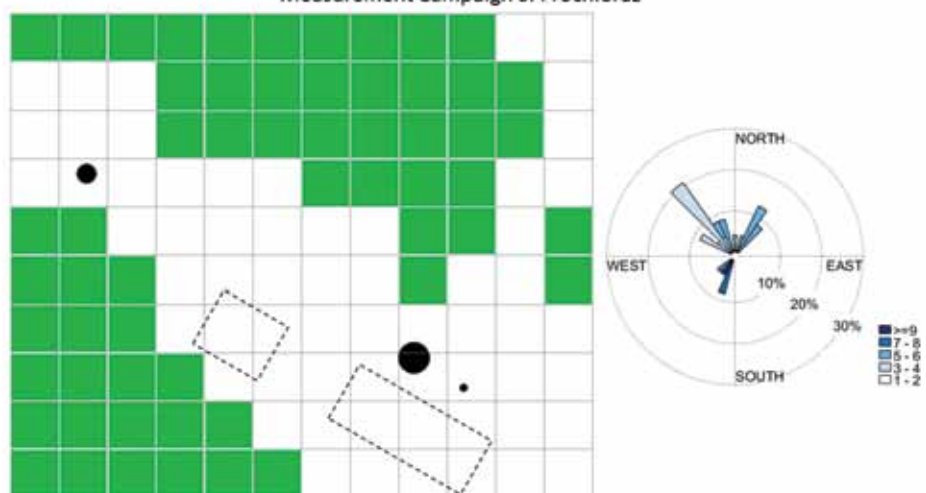 NORTH
WEST
EAST
10%
20%
30%
SOUTH
>=9
7 - 8
5 - 6
3 - 4
1 - 2